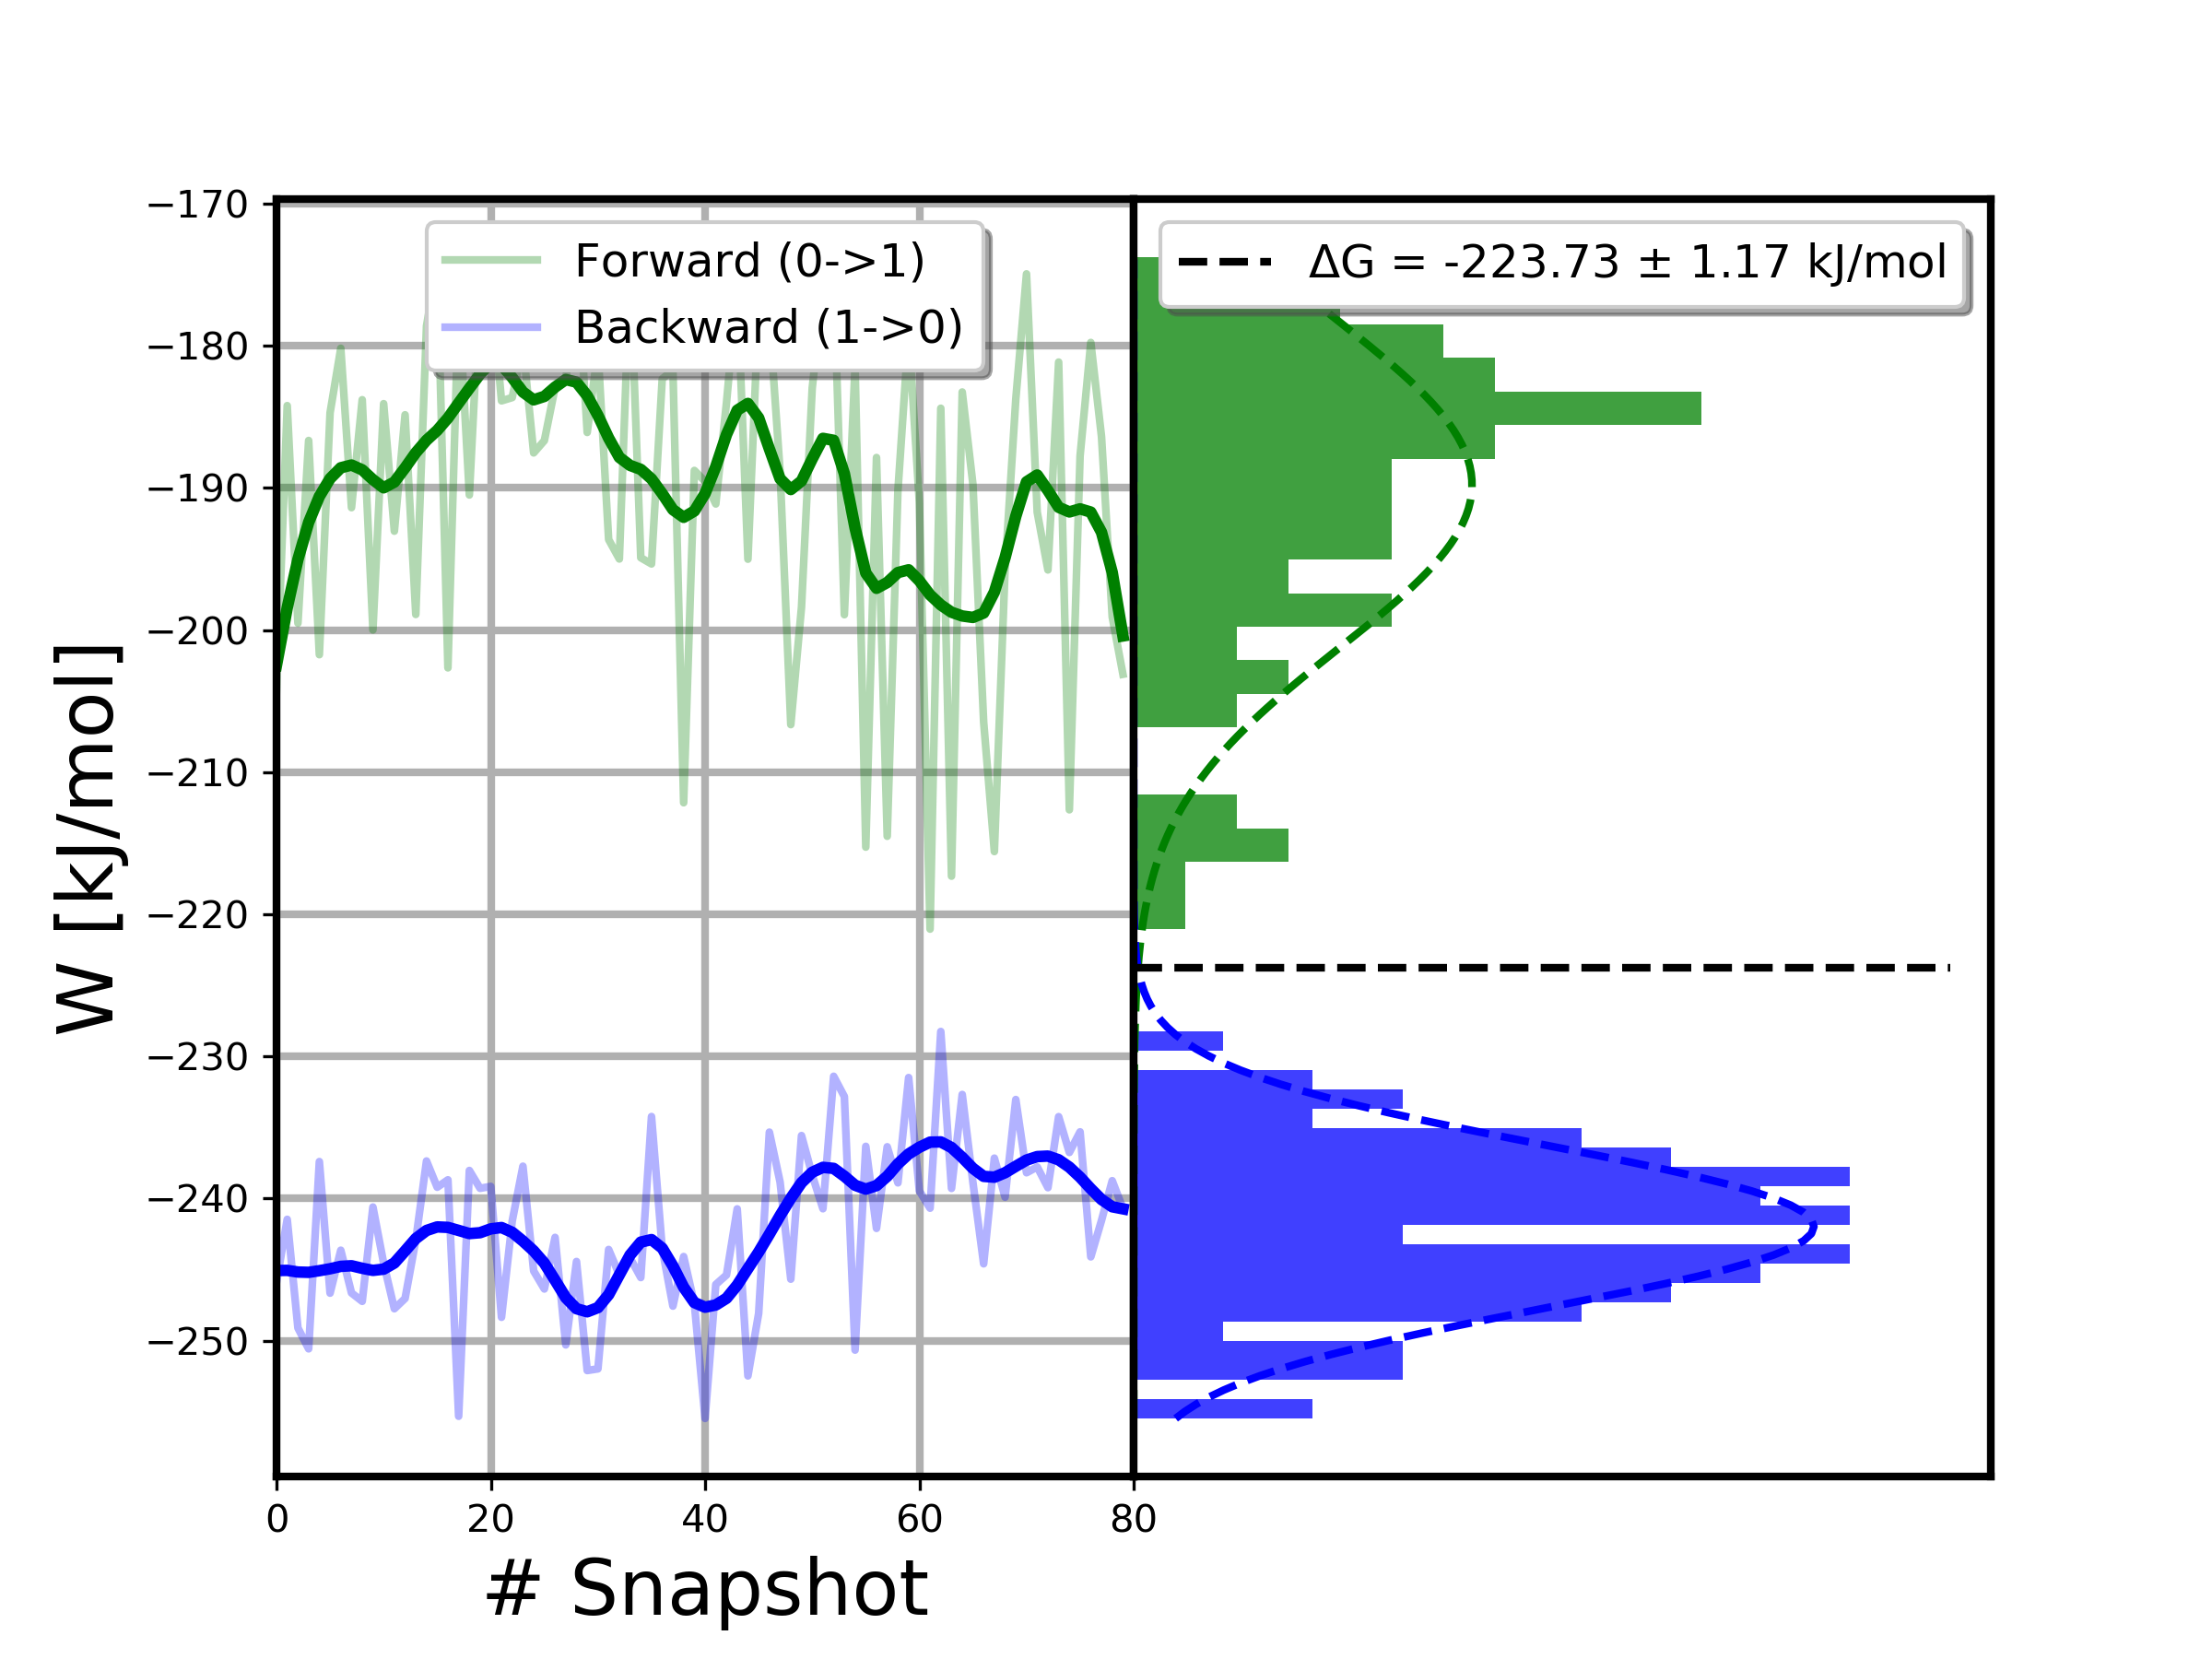 −170
−180
−190
−200
−210
−220
−230
−240
−250
W [kJ/mol]
Forward (0->1)
Backward (1->0)
ΔG = -223.73 ± 1.17 kJ/mol
0 20 40 60 80
# Snapshot